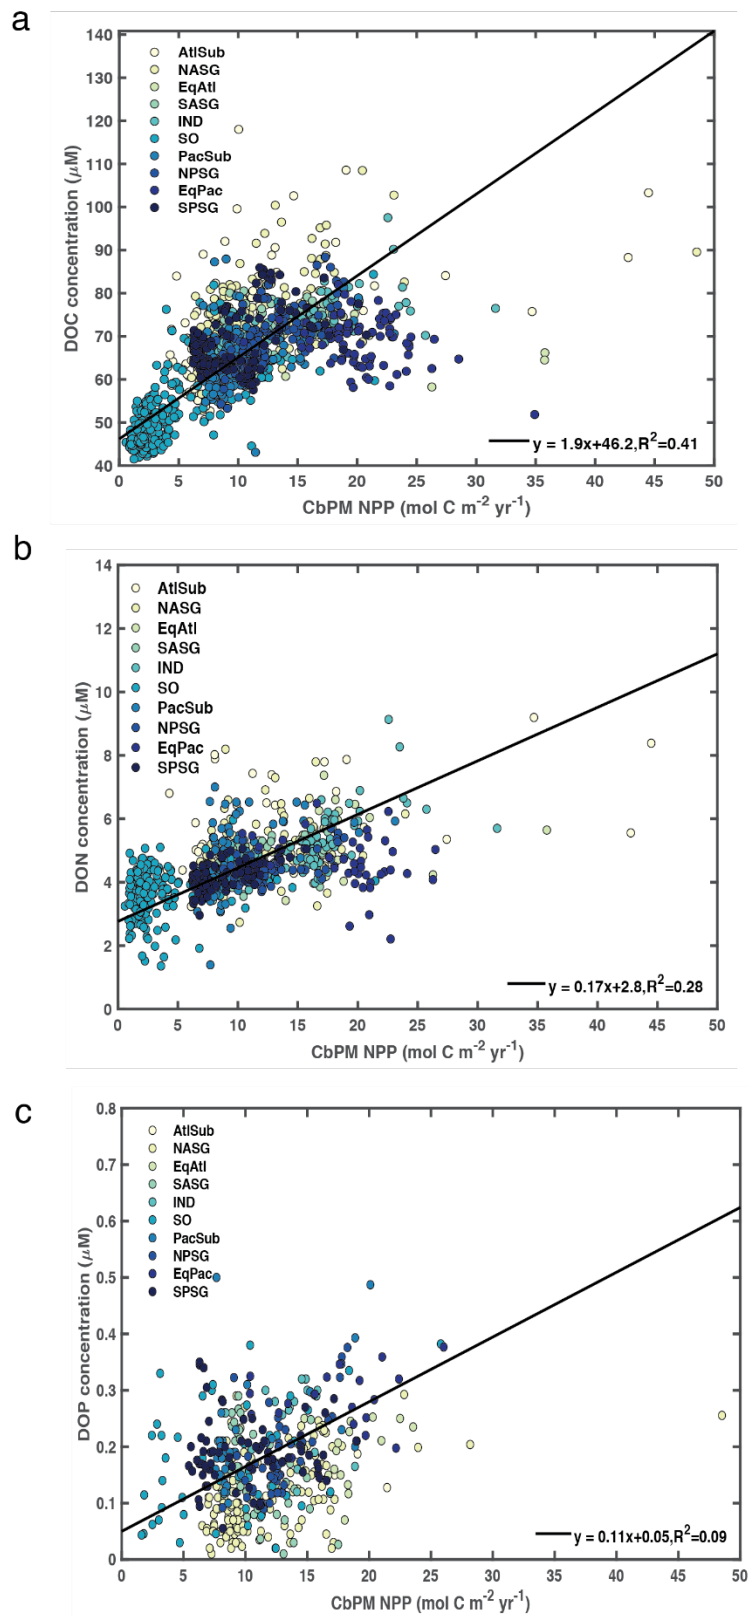 a
140
130
120
110
100
90
80
70
60
50
40
DOC concentration (μM)
AtlSub
NASG
EqAtl
SASG
IND
SO
PacSub
NPSG
EqPac
SPSG
y = 1.9x+46.2,R²=0.41
0 5 10 15 20 25 30 35 40 45 50
CbPM NPP (mol C m⁻² yr⁻¹)
b
14
12
10
8
6
4
2
0
DON concentration (μM)
AtlSub
NASG
EqAtl
SASG
IND
SO
PacSub
NPSG
EqPac
SPSG
y = 0.17x+2.8,R²=0.28
0 5 10 15 20 25 30 35 40 45 50
CbPM NPP (mol C m⁻² yr⁻¹)
c
0.8
0.7
0.6
0.5
0.4
0.3
0.2
0.1
0
DOP concentration (μM)
AtlSub
NASG
EqAtl
SASG
IND
SO
PacSub
NPSG
EqPac
SPSG
y = 0.11x+0.05,R²=0.09
0 5 10 15 20 25 30 35 40 45 50
CbPM NPP (mol C m⁻² yr⁻¹)